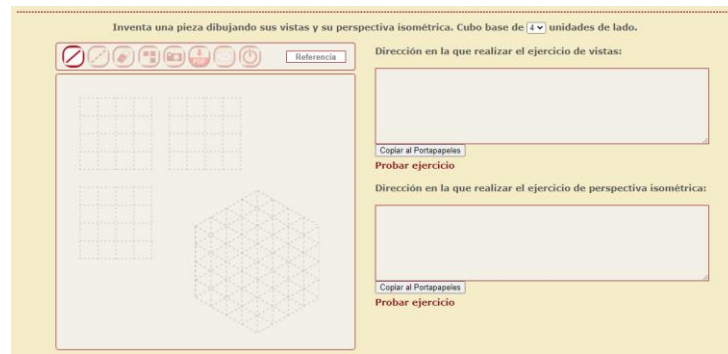 Inventa una pieza dibujando sus vistas y su perspectiva isométrica. Cubo base de 4 unidades de lado.
PDF
Referencia
Dirección en la que realizar el ejercicio de vistas:
Copiar al Portapapeles
Probar ejercicio
Dirección en la que realizar el ejercicio de perspectiva isométrica:
Copiar al Portapapeles
Probar ejercicio